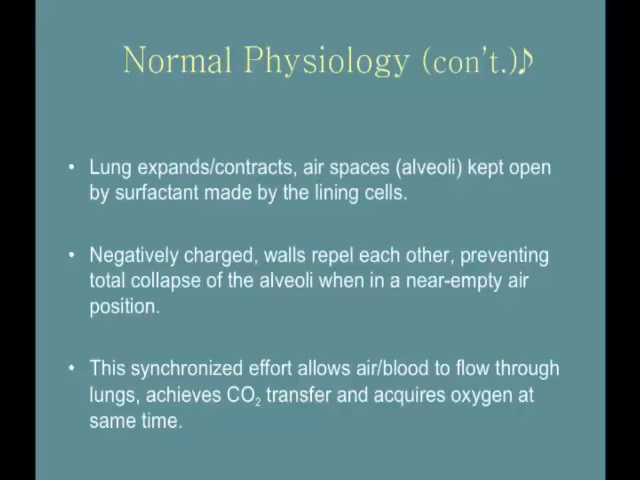 Normal Physiology (con't.)♪
• Lung expands/contracts, air spaces (alveoli) kept open
by surfactant made by the lining cells.
• Negatively charged, walls repel each other, preventing
total collapse of the alveoli when in a near-empty air
position.
• This synchronized effort allows air/blood to flow through
lungs, achieves CO₂ transfer and acquires oxygen at
same time.